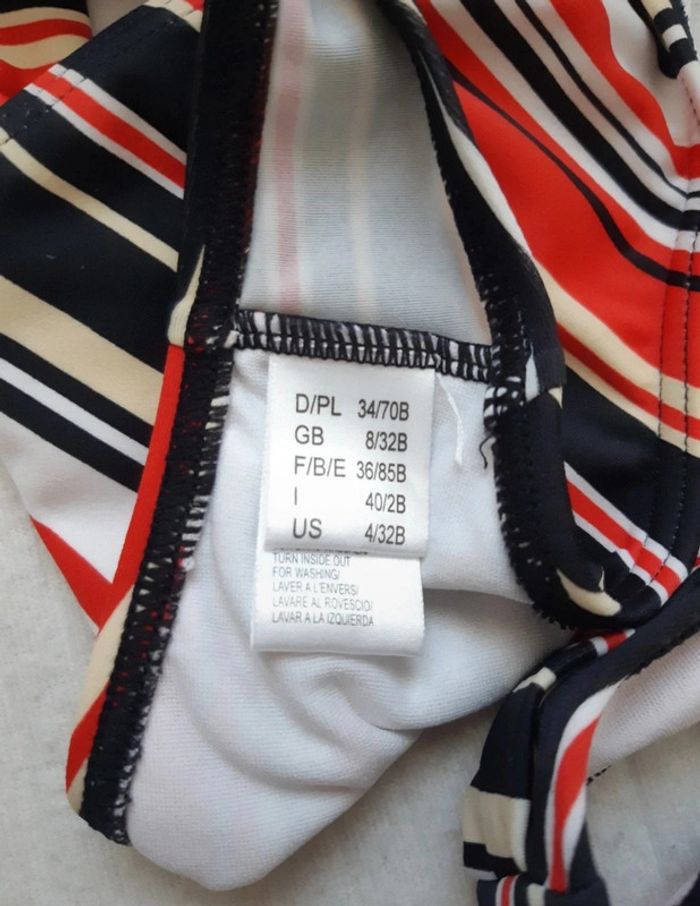 D/PL 34/70B
GB 8/32B
F/B/E 36/85B
I 40/2B
US 4/32B
TURN INSIDE OUT
FOR WASHING/
LAVER A L'ENVERS/
LAVARE AL ROVESCIO/
LAVAR A LA IZQUIERDA